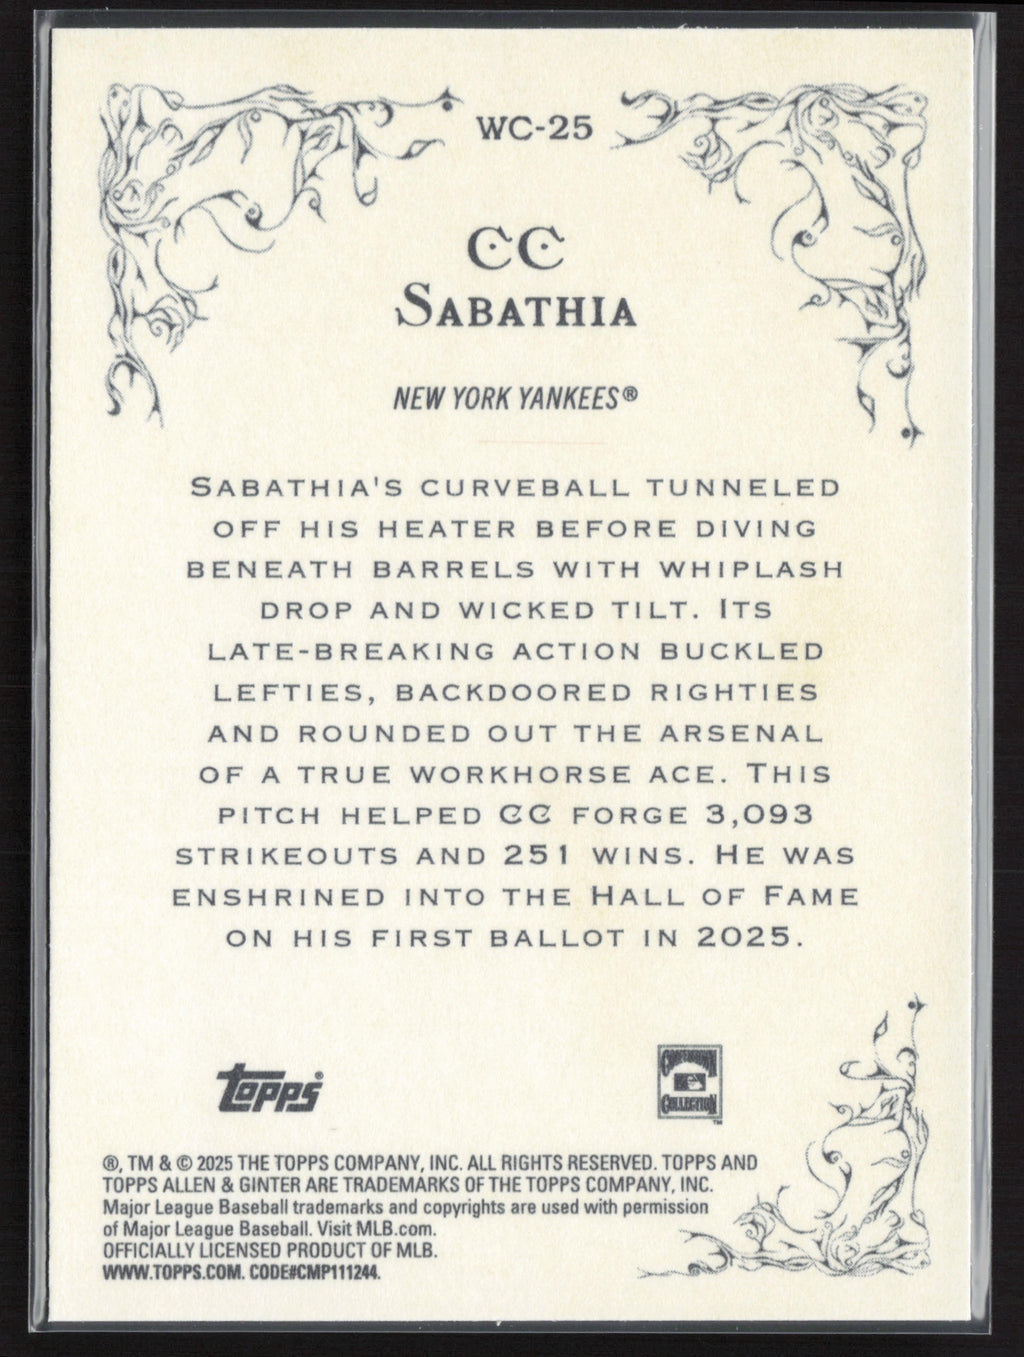 WC-25
CC
SABATHIA
NEW YORK YANKEES®
SABATHIA'S CURVEBALL TUNNELED
OFF HIS HEATER BEFORE DIVING
BENEATH BARRELS WITH WHIPLASH
DROP AND WICKED TILT. ITS
LATE-BREAKING ACTION BUCKLED
LEFTIES, BACKDOORED RIGHTIES
AND ROUNDED OUT THE ARSENAL
OF A TRUE WORKHORSE ACE. THIS
PITCH HELPED CC FORGE 3,093
STRIKEOUTS AND 251 WINS. HE WAS
ENSHRINED INTO THE HALL OF FAME
ON HIS FIRST BALLOT IN 2025.
Topps®
COOPERSTOWN
COLLECTION™
®, TM & © 2025 THE TOPPS COMPANY, INC. ALL RIGHTS RESERVED. TOPPS AND
TOPPS ALLEN & GINTER ARE TRADEMARKS OF THE TOPPS COMPANY, INC.
Major League Baseball trademarks and copyrights are used with permission
of Major League Baseball. Visit MLB.com.
OFFICIALLY LICENSED PRODUCT OF MLB.
WWW.TOPPS.COM. CODE#CMP111244.